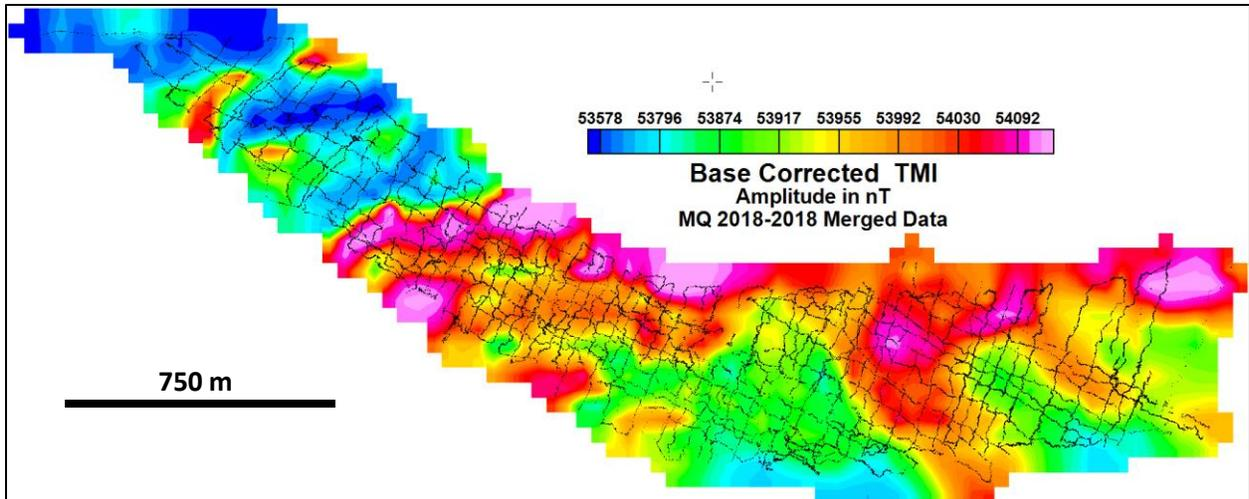 53578 53796 53874 53917 53955 53992 54030 54092
Base Corrected TMI
Amplitude in nT
MQ 2018-2018 Merged Data
750 m